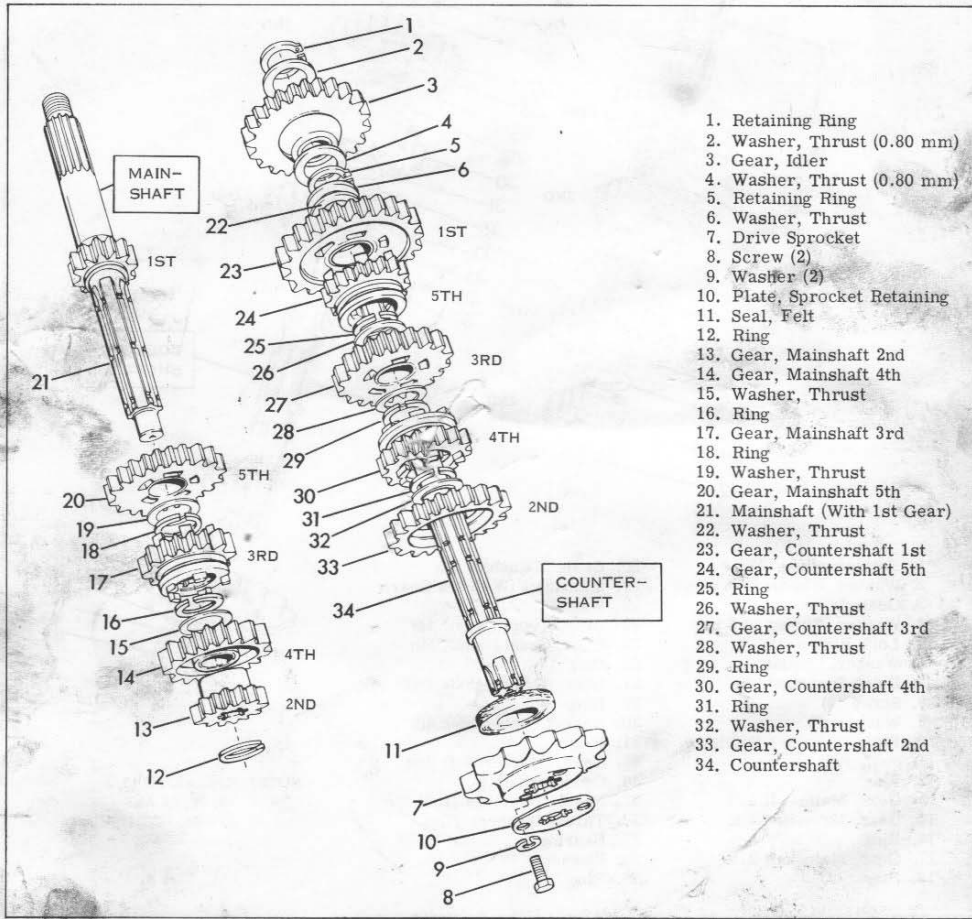 1
2
3
4
5
6
MAIN-
SHAFT
1ST
22
1ST
23
5TH
24
25
26
3RD
27
28
29
4TH
30
31
32
2ND
33
21
5TH
20
19
18
3RD
17
16
15
4TH
14
2ND
13
12
COUNTER-
SHAFT
34
11
7
10
9
8
1. Retaining Ring
2. Washer, Thrust (0.80 mm)
3. Gear, Idler
4. Washer, Thrust (0.80 mm)
5. Retaining Ring
6. Washer, Thrust
7. Drive Sprocket
8. Screw (2)
9. Washer (2)
10. Plate, Sprocket Retaining
11. Seal, Felt
12. Ring
13. Gear, Mainshaft 2nd
14. Gear, Mainshaft 4th
15. Washer, Thrust
16. Ring
17. Gear, Mainshaft 3rd
18. Ring
19. Washer, Thrust
20. Gear, Mainshaft 5th
21. Mainshaft (With 1st Gear)
22. Washer, Thrust
23. Gear, Countershaft 1st
24. Gear, Countershaft 5th
25. Ring
26. Washer, Thrust
27. Gear, Countershaft 3rd
28. Washer, Thrust
29. Ring
30. Gear, Countershaft 4th
31. Ring
32. Washer, Thrust
33. Gear, Countershaft 2nd
34. Countershaft